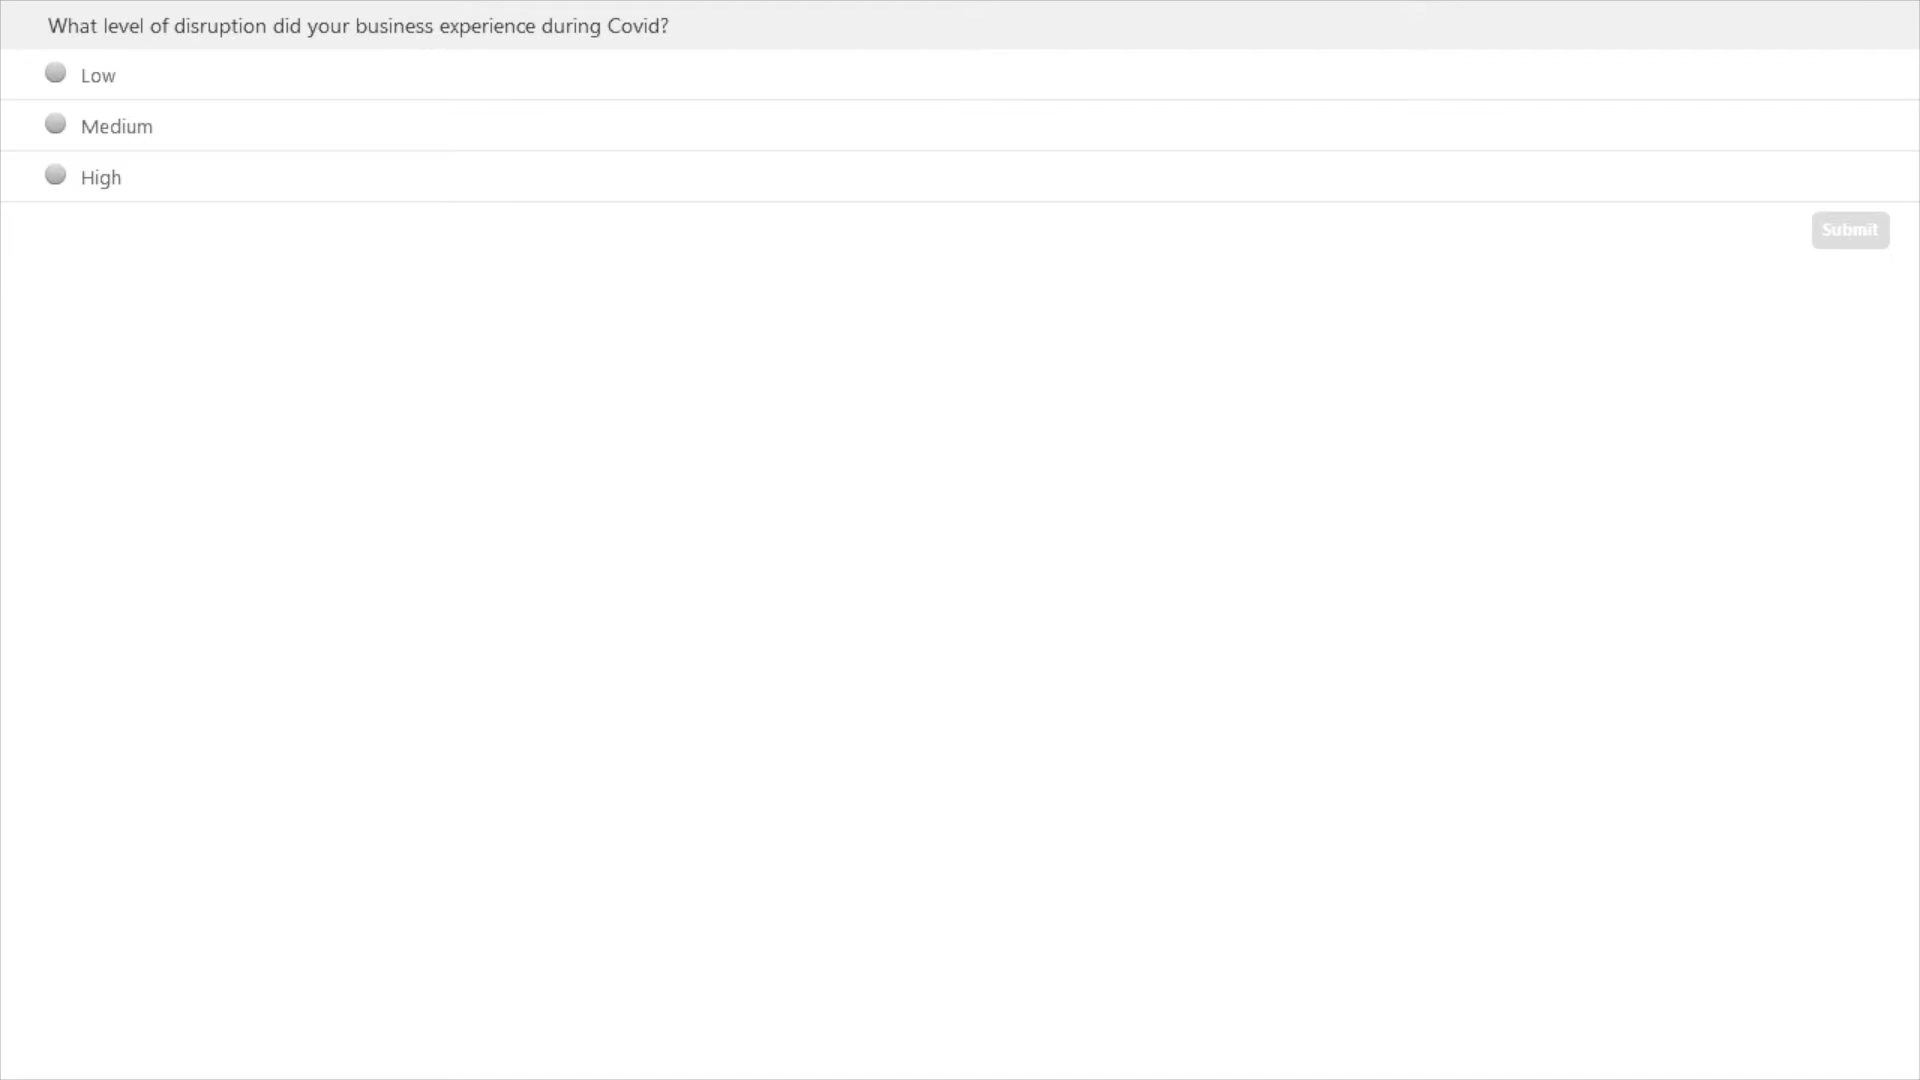 What level of disruption did your business experience during Covid?
Low
Medium
High
Submit